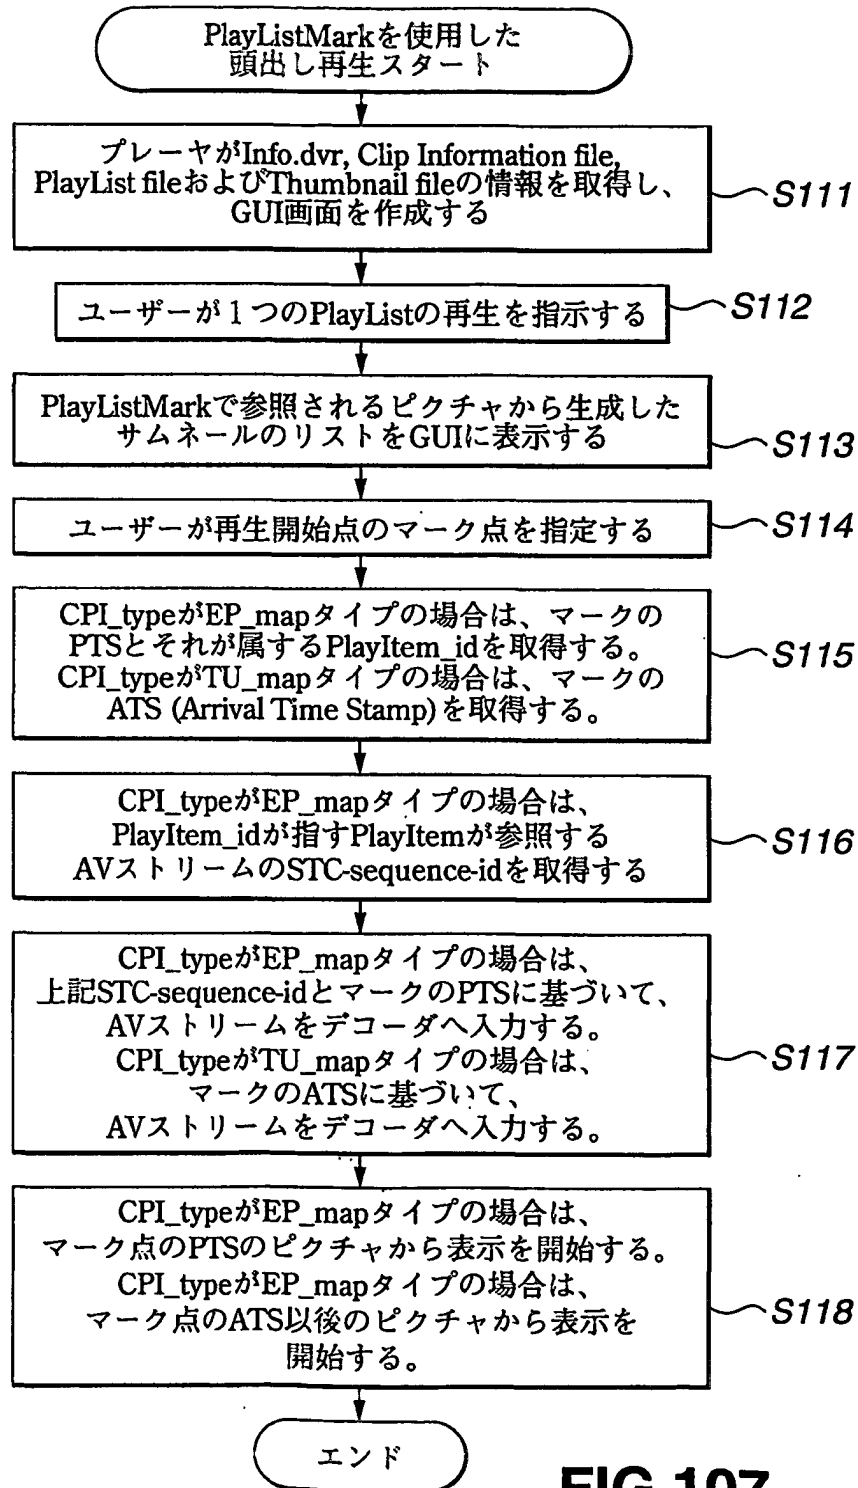 PlayListMarkを使用した
頭出し再生スタート
プレーヤがInfo.dvr, Clip Information file,
PlayList fileおよびThumbnail fileの情報を取得し、
GUI画面を作成する
S111
ユーザーが1つのPlayListの再生を指示する
S112
PlayListMarkで参照されるピクチャから生成した
サムネールのリストをGUIに表示する
S113
ユーザーが再生開始点のマーク点を指定する
S114
CPI_typeがEP_mapタイプの場合は、マークの
PTSとそれが属するPlayItem_idを取得する。
CPI_typeがTU_mapタイプの場合は、マークの
ATS (Arrival Time Stamp)を取得する。
S115
CPI_typeがEP_mapタイプの場合は、
PlayItem_idが指すPlayItemが参照する
AVストリームのSTC-sequence-idを取得する
S116
CPI_typeがEP_mapタイプの場合は、
上記STC-sequence-idとマークのPTSに基づいて、
AVストリームをデコーダへ入力する。
CPI_typeがTU_mapタイプの場合は、
マークのATSに基づいて、
AVストリームをデコーダへ入力する。
S117
CPI_typeがEP_mapタイプの場合は、
マーク点のPTSのピクチャから表示を開始する。
CPI_typeがEP_mapタイプの場合は、
マーク点のATS以後のピクチャから表示を
開始する。
S118
エンド
FIG.107